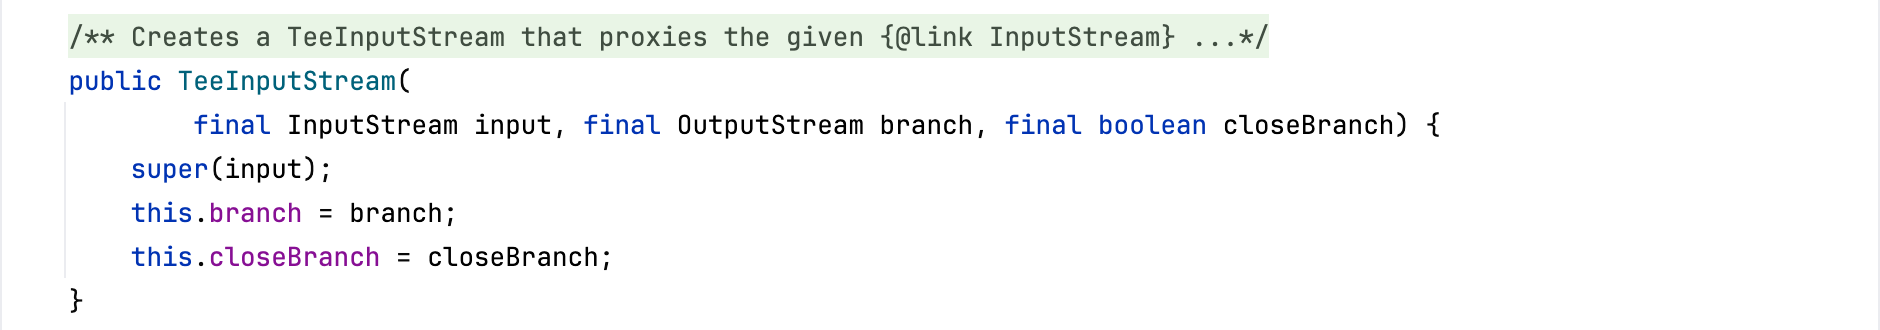 /** Creates a TeeInputStream that proxies the given {@link InputStream} ...*/
public TeeInputStream(
        final InputStream input, final OutputStream branch, final boolean closeBranch) {
    super(input);
    this.branch = branch;
    this.closeBranch = closeBranch;
}